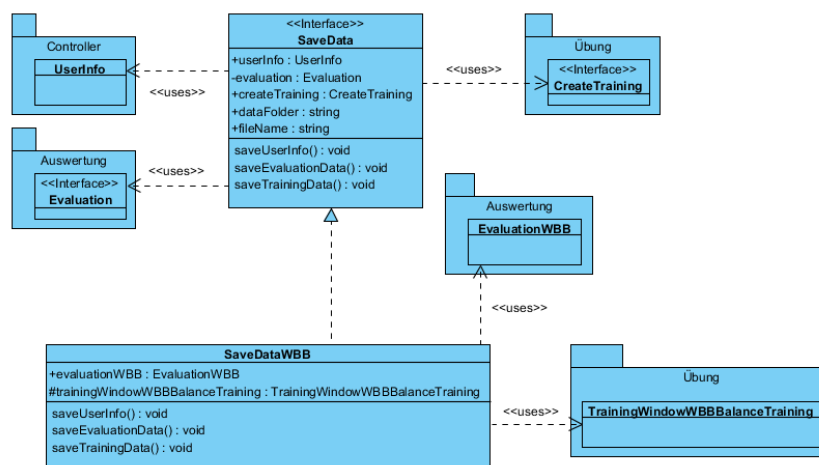 Controller
UserInfo
<<uses>>
Auswertung
<<Interface>>
Evaluation
<<uses>>
<<Interface>>
SaveData
+userInfo : UserInfo
-evaluation : Evaluation
+createTraining : CreateTraining
+dataFolder : string
+fileName : string
saveUserInfo() : void
saveEvaluationData() : void
saveTrainingData() : void
<<uses>>
Übung
<<Interface>>
CreateTraining
Auswertung
EvaluationWBB
<<uses>>
SaveDataWBB
+evaluationWBB : EvaluationWBB
#trainingWindowWBBBalanceTraining : TrainingWindowWBBBalanceTraining
saveUserInfo() : void
saveEvaluationData() : void
saveTrainingData() : void
<<uses>>
Übung
TrainingWindowWBBBalanceTraining